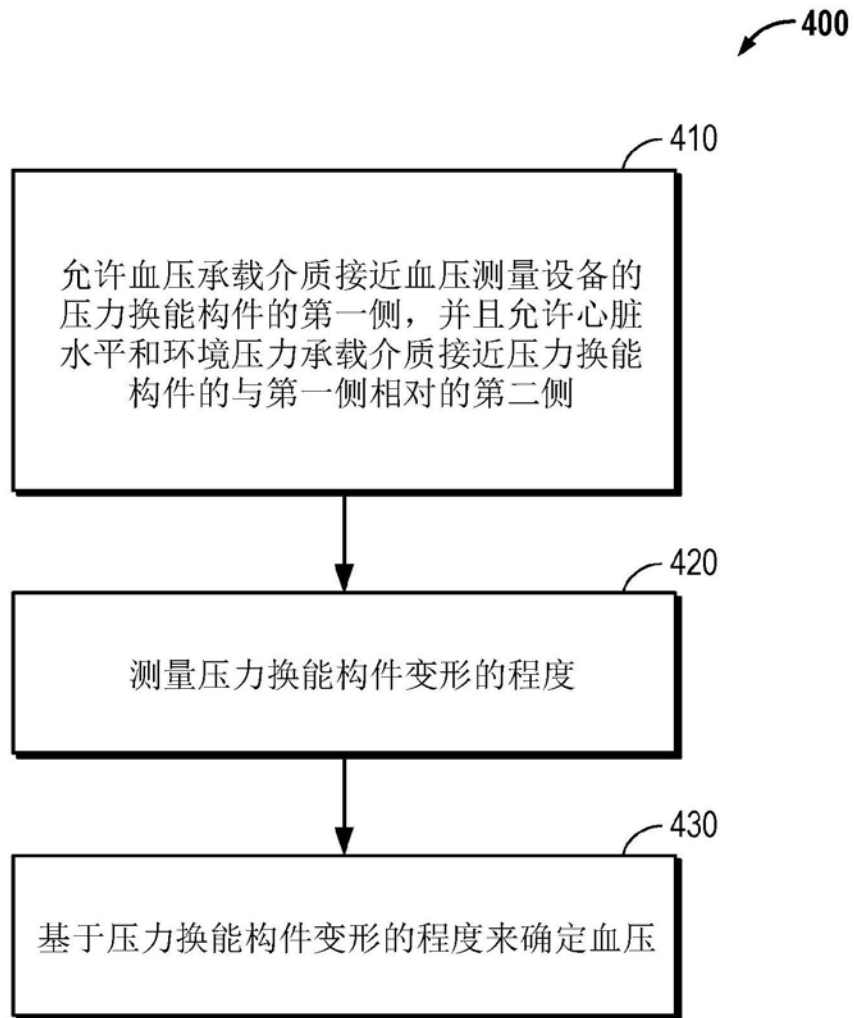 400
410
允许血压承载介质接近血压测量设备的
压力换能构件的第一侧，并且允许心脏
水平和环境压力承载介质接近压力换能
构件的与第一侧相对的第二侧
420
测量压力换能构件变形的程度
430
基于压力换能构件变形的程度来确定血压